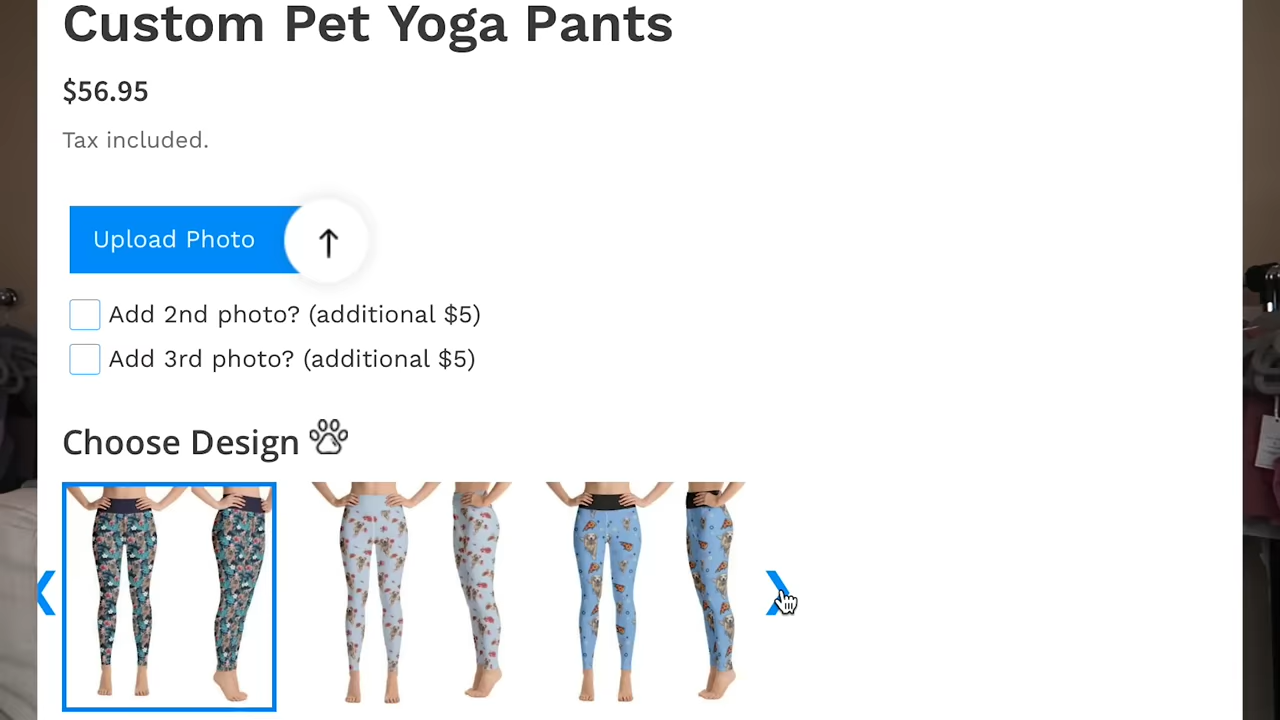 Custom Pet Yoga Pants
$56.95
Tax included.
Upload Photo
Add 2nd photo? (additional $5)
Add 3rd photo? (additional $5)
Choose Design